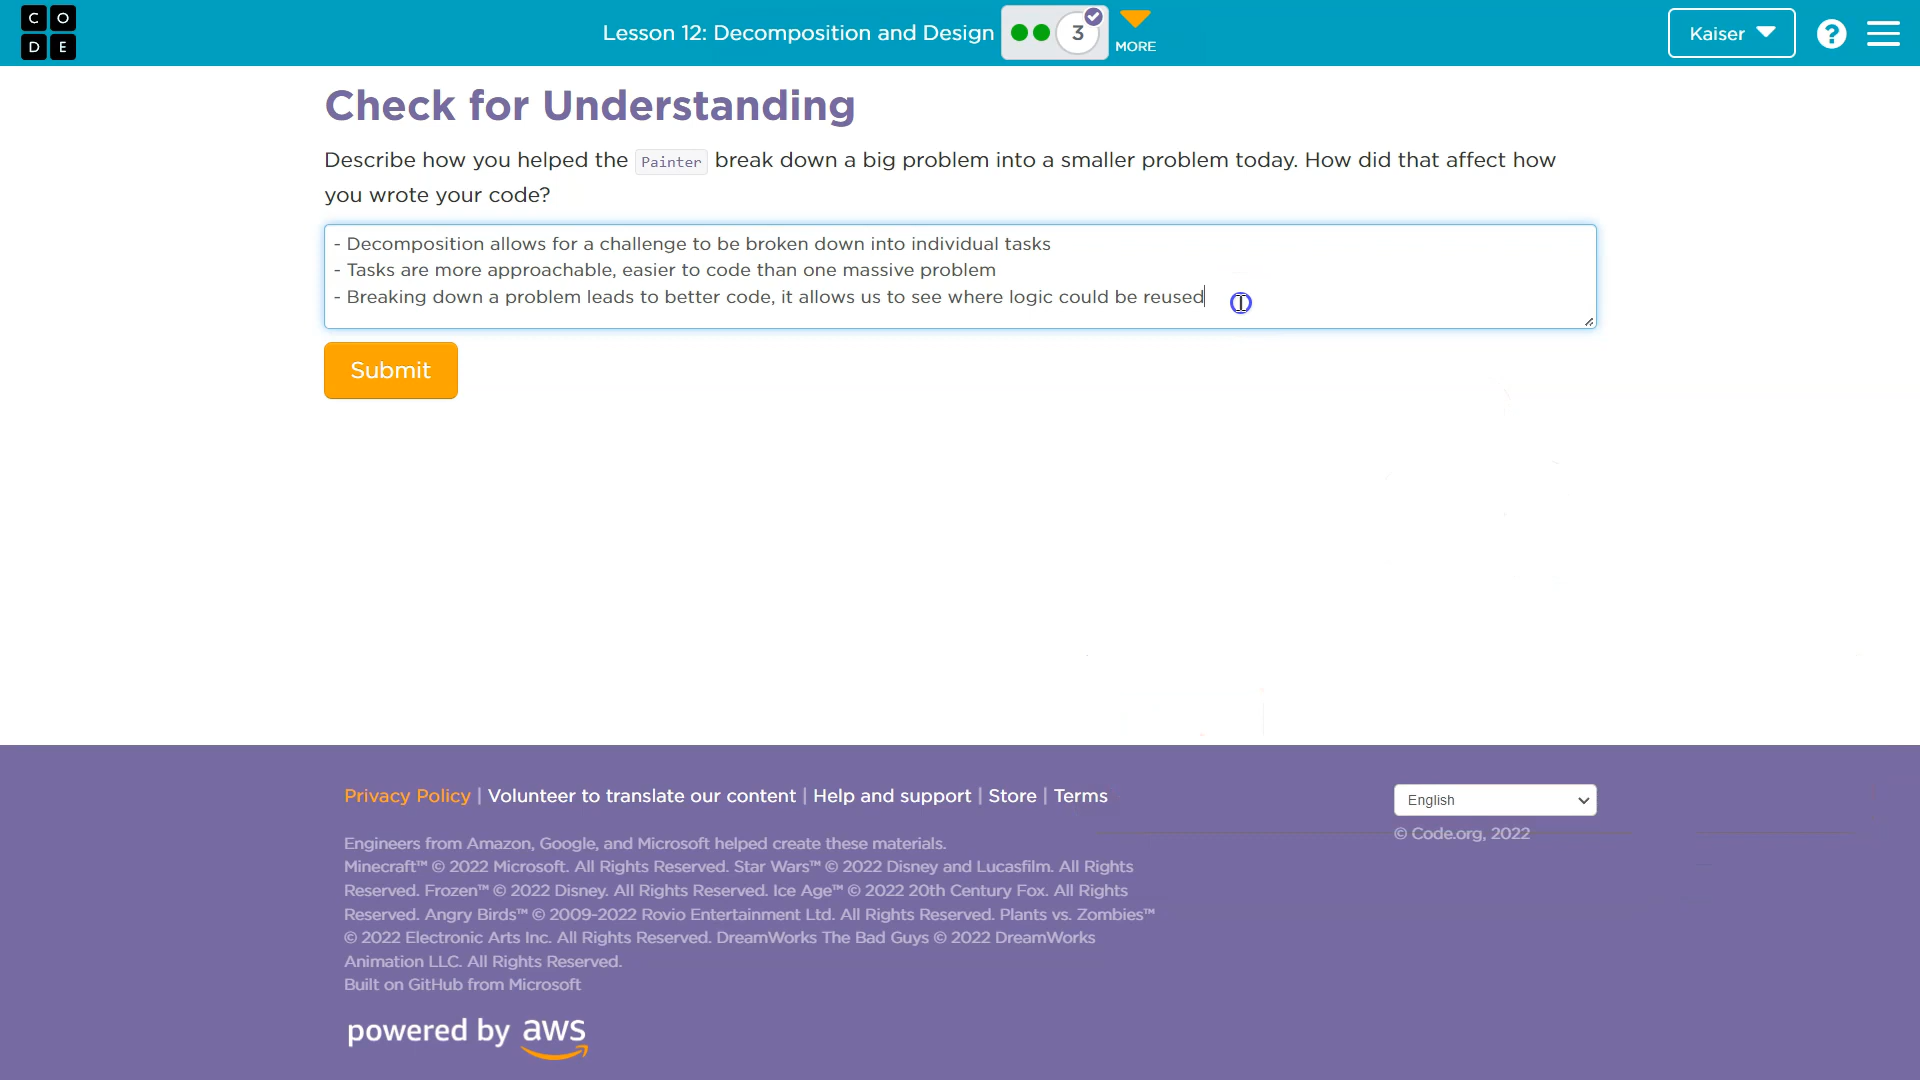 C O
D E
Lesson 12: Decomposition and Design
3
MORE
Kaiser
?
Check for Understanding
Describe how you helped the Painter break down a big problem into a smaller problem today. How did that affect how
you wrote your code?
- Decomposition allows for a challenge to be broken down into individual tasks
- Tasks are more approachable, easier to code than one massive problem
- Breaking down a problem leads to better code, it allows us to see where logic could be reused
Submit
Privacy Policy | Volunteer to translate our content | Help and support | Store | Terms
English
© Code.org, 2022
Engineers from Amazon, Google, and Microsoft helped create these materials.
Minecraft™ © 2022 Microsoft. All Rights Reserved. Star Wars™ © 2022 Disney and Lucasfilm. All Rights
Reserved. Frozen™ © 2022 Disney. All Rights Reserved. Ice Age™ © 2022 20th Century Fox. All Rights
Reserved. Angry Birds™ © 2009-2022 Rovio Entertainment Ltd. All Rights Reserved. Plants vs. Zombies™
© 2022 Electronic Arts Inc. All Rights Reserved. DreamWorks The Bad Guys © 2022 DreamWorks
Animation LLC. All Rights Reserved.
Built on GitHub from Microsoft
powered by aws